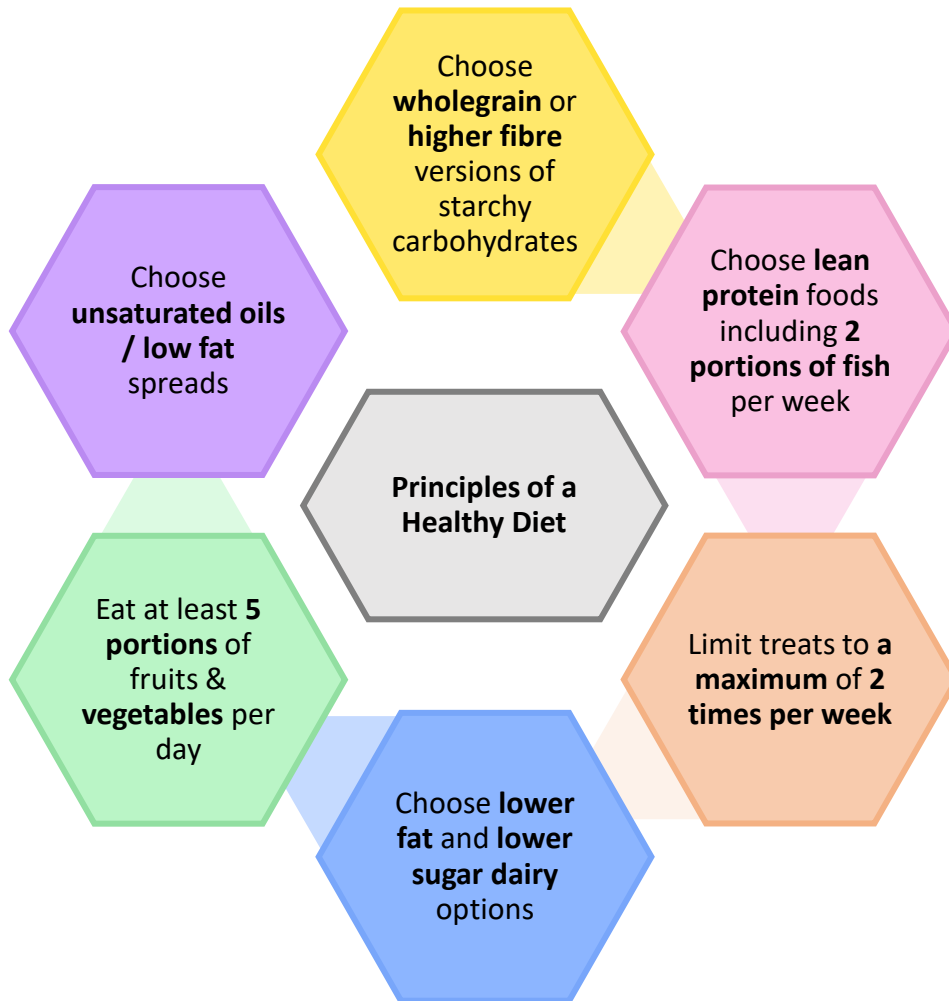 Choose
wholegrain or
higher fibre
versions of
starchy
carbohydrates
Choose lean
protein foods
including 2
portions of fish
per week
Limit treats to a
maximum of 2
times per week
Choose lower
fat and lower
sugar dairy
options
Eat at least 5
portions of
fruits &
vegetables per
day
Choose
unsaturated oils
/ low fat
spreads
Principles of a
Healthy Diet